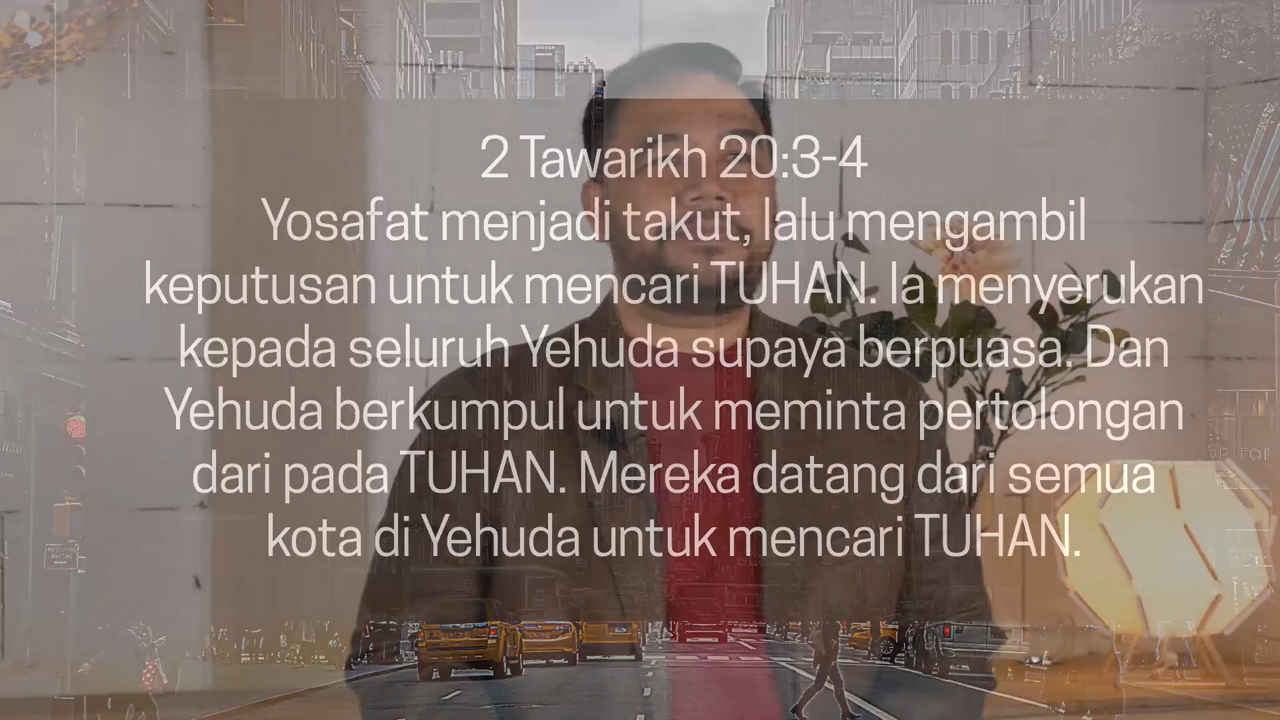 2 Tawarikh 20:3-4
Yosafat menjadi takut, lalu mengambil
keputusan untuk mencari TUHAN. Ia menyerukan
kepada seluruh Yehuda supaya berpuasa. Dan
Yehuda berkumpul untuk meminta pertolongan
dari pada TUHAN. Mereka datang dari semua
kota di Yehuda untuk mencari TUHAN.